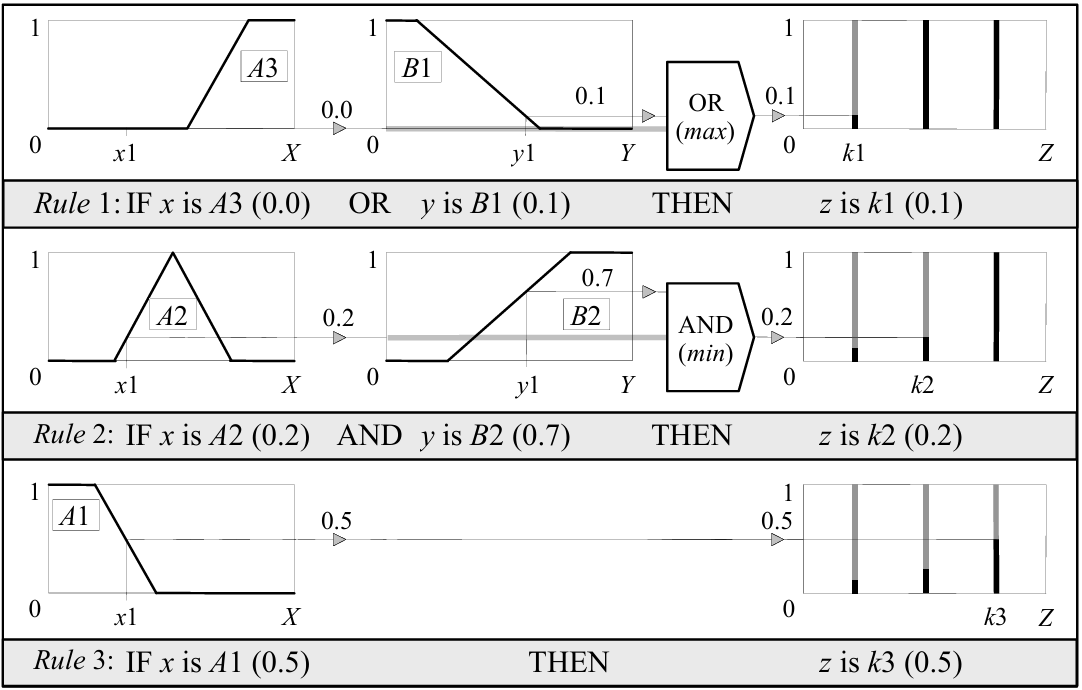 1
A3
0
x1
X
0.0
1
B1
0.1
0
y1
Y
OR
(max)
0.1
1
0
k1
Z
Rule 1: IF x is A3 (0.0) OR y is B1 (0.1) THEN z is k1 (0.1)
1
A2
0
x1
X
0.2
1
0.7
B2
0
y1
Y
AND
(min)
0.2
1
0
k2
Z
Rule 2: IF x is A2 (0.2) AND y is B2 (0.7) THEN z is k2 (0.2)
1
A1
0
x1
X
0.5
1
0.5
0
k3
Z
Rule 3: IF x is A1 (0.5) THEN z is k3 (0.5)